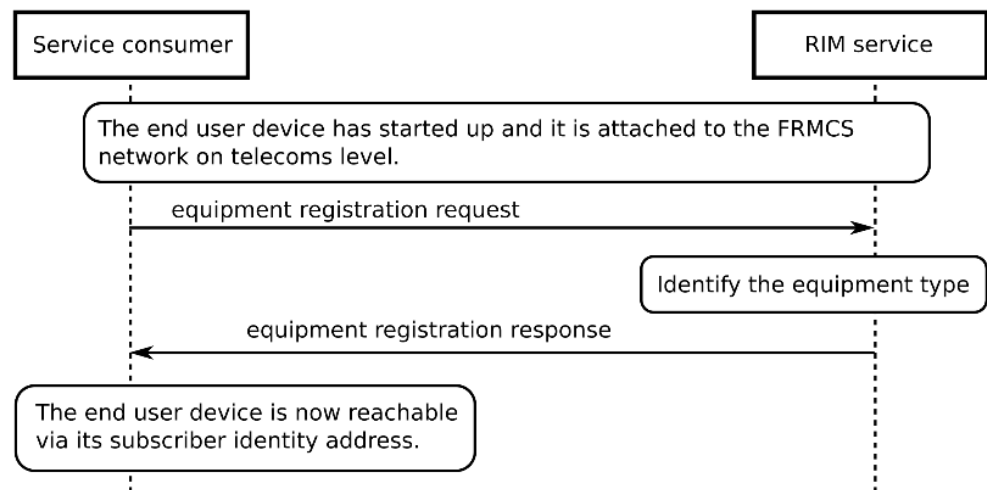 Service consumer
RIM service
The end user device has started up and it is attached to the FRMCS
network on telecoms level.
equipment registration request
Identify the equipment type
equipment registration response
The end user device is now reachable
via its subscriber identity address.